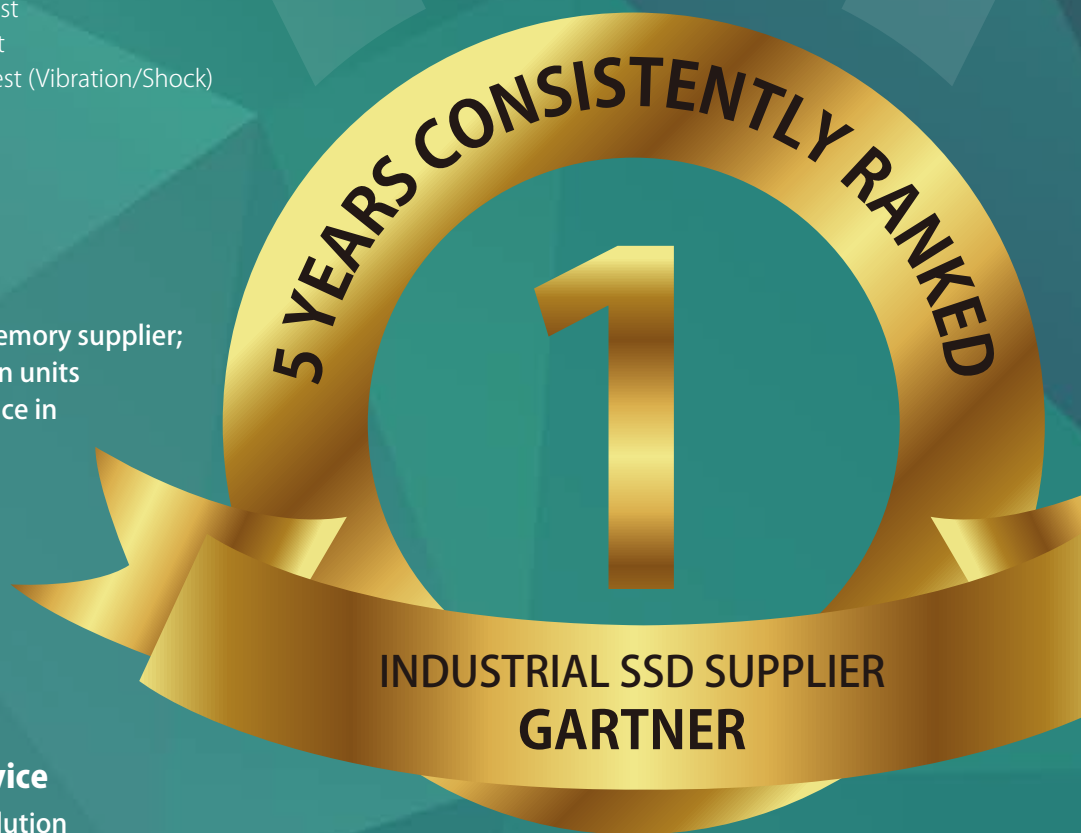 st
t
est (Vibration/Shock)
5 YEARS CONSISTENTLY RANKED
1
emory supplier;
n units
ce in
INDUSTRIAL SSD SUPPLIER
GARTNER
vice
lution